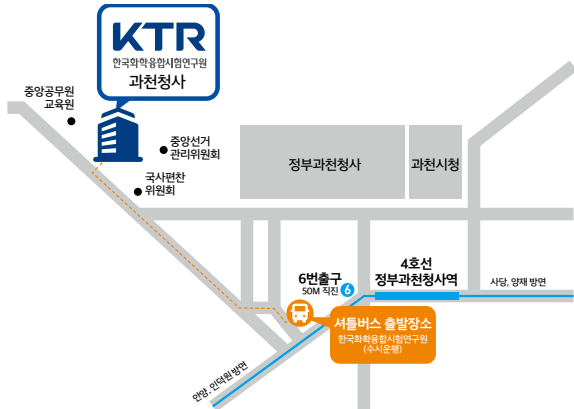 KTR
한국화학융합시험연구원
과천청사
중앙공무원
교육원
중앙선거
관리위원회
국사편찬
위원회
정부과천청사
과천시청
6번출구
50M 직진 6
4호선
정부과천청사역
사당, 양재 방면
셔틀버스 출발장소
한국화학융합시험연구원
(수시운행)
안양, 인덕원 방면